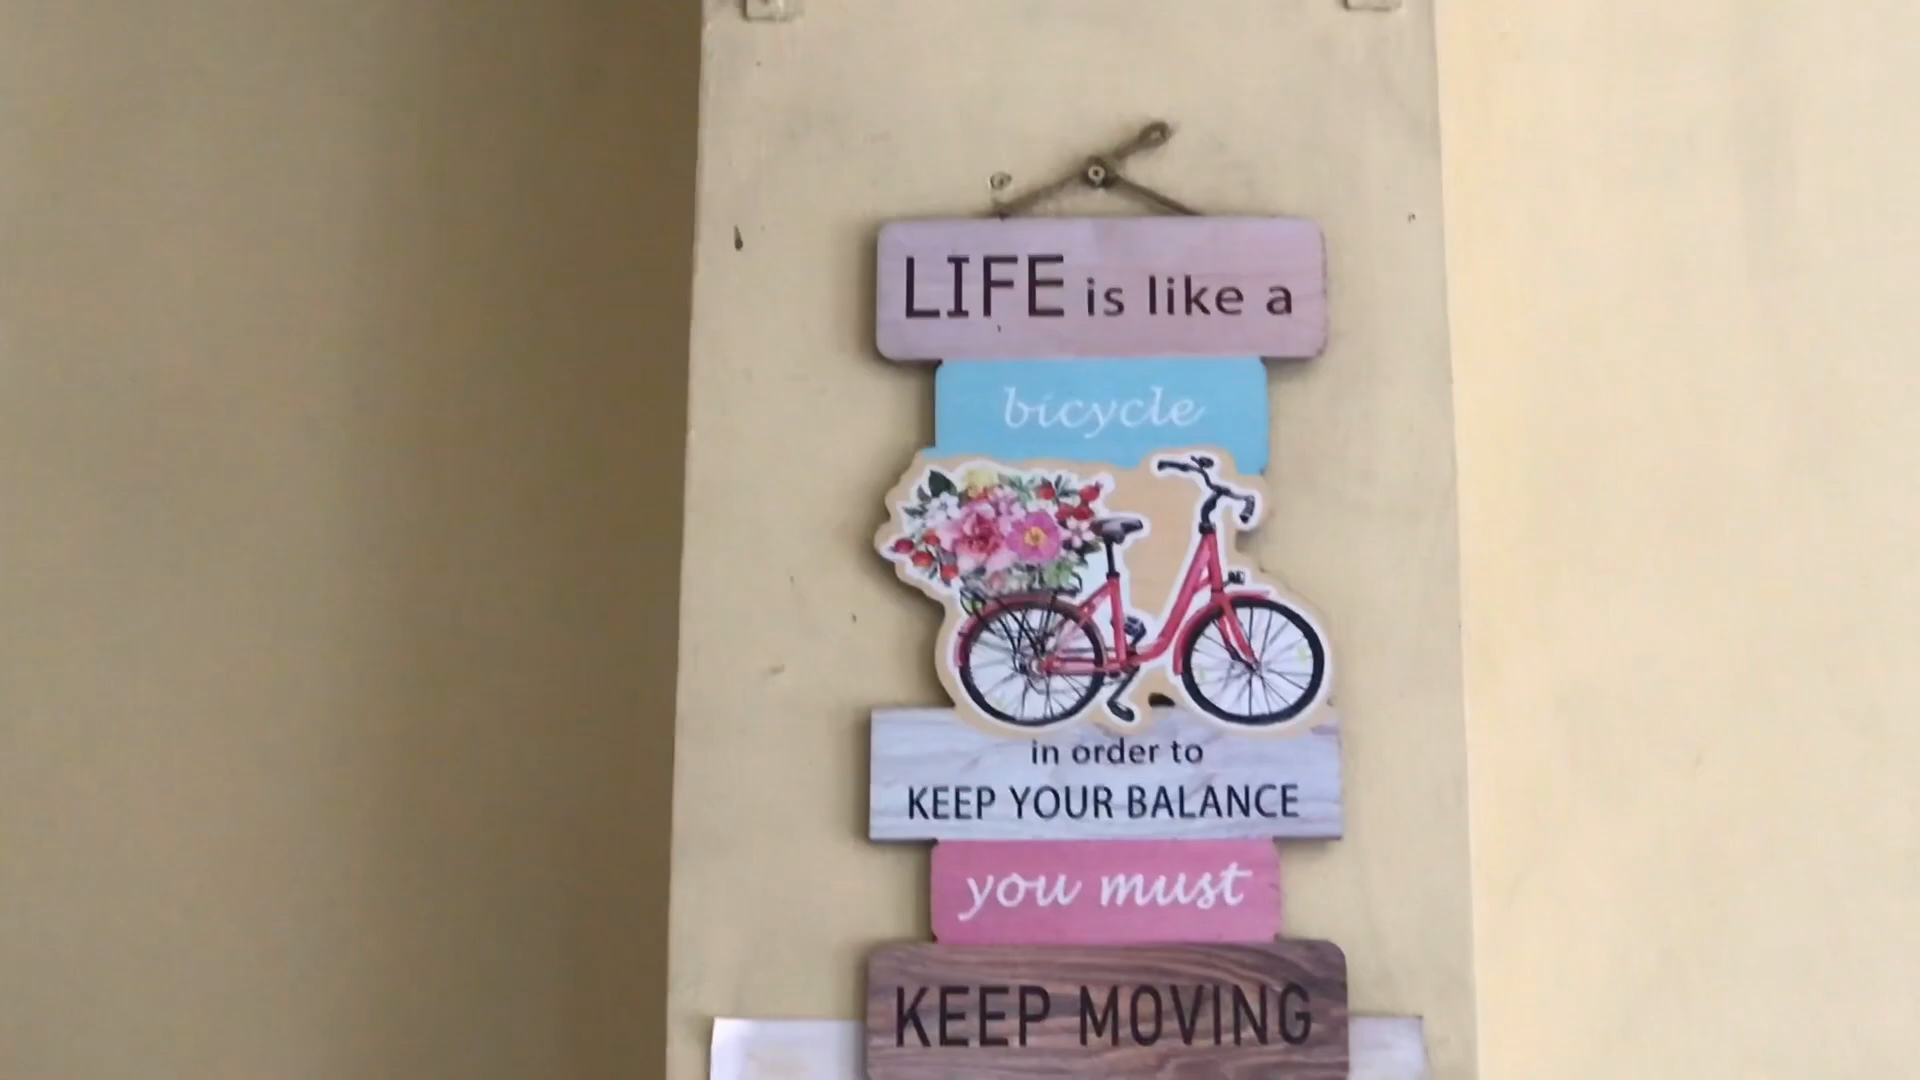 LIFE is like a
bicycle
in order to
KEEP YOUR BALANCE
you must
KEEP MOVING